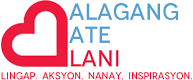 ALAGANG
ATE
LANI
LINGAP. AKSYON. NANAY. INSPIRASYON